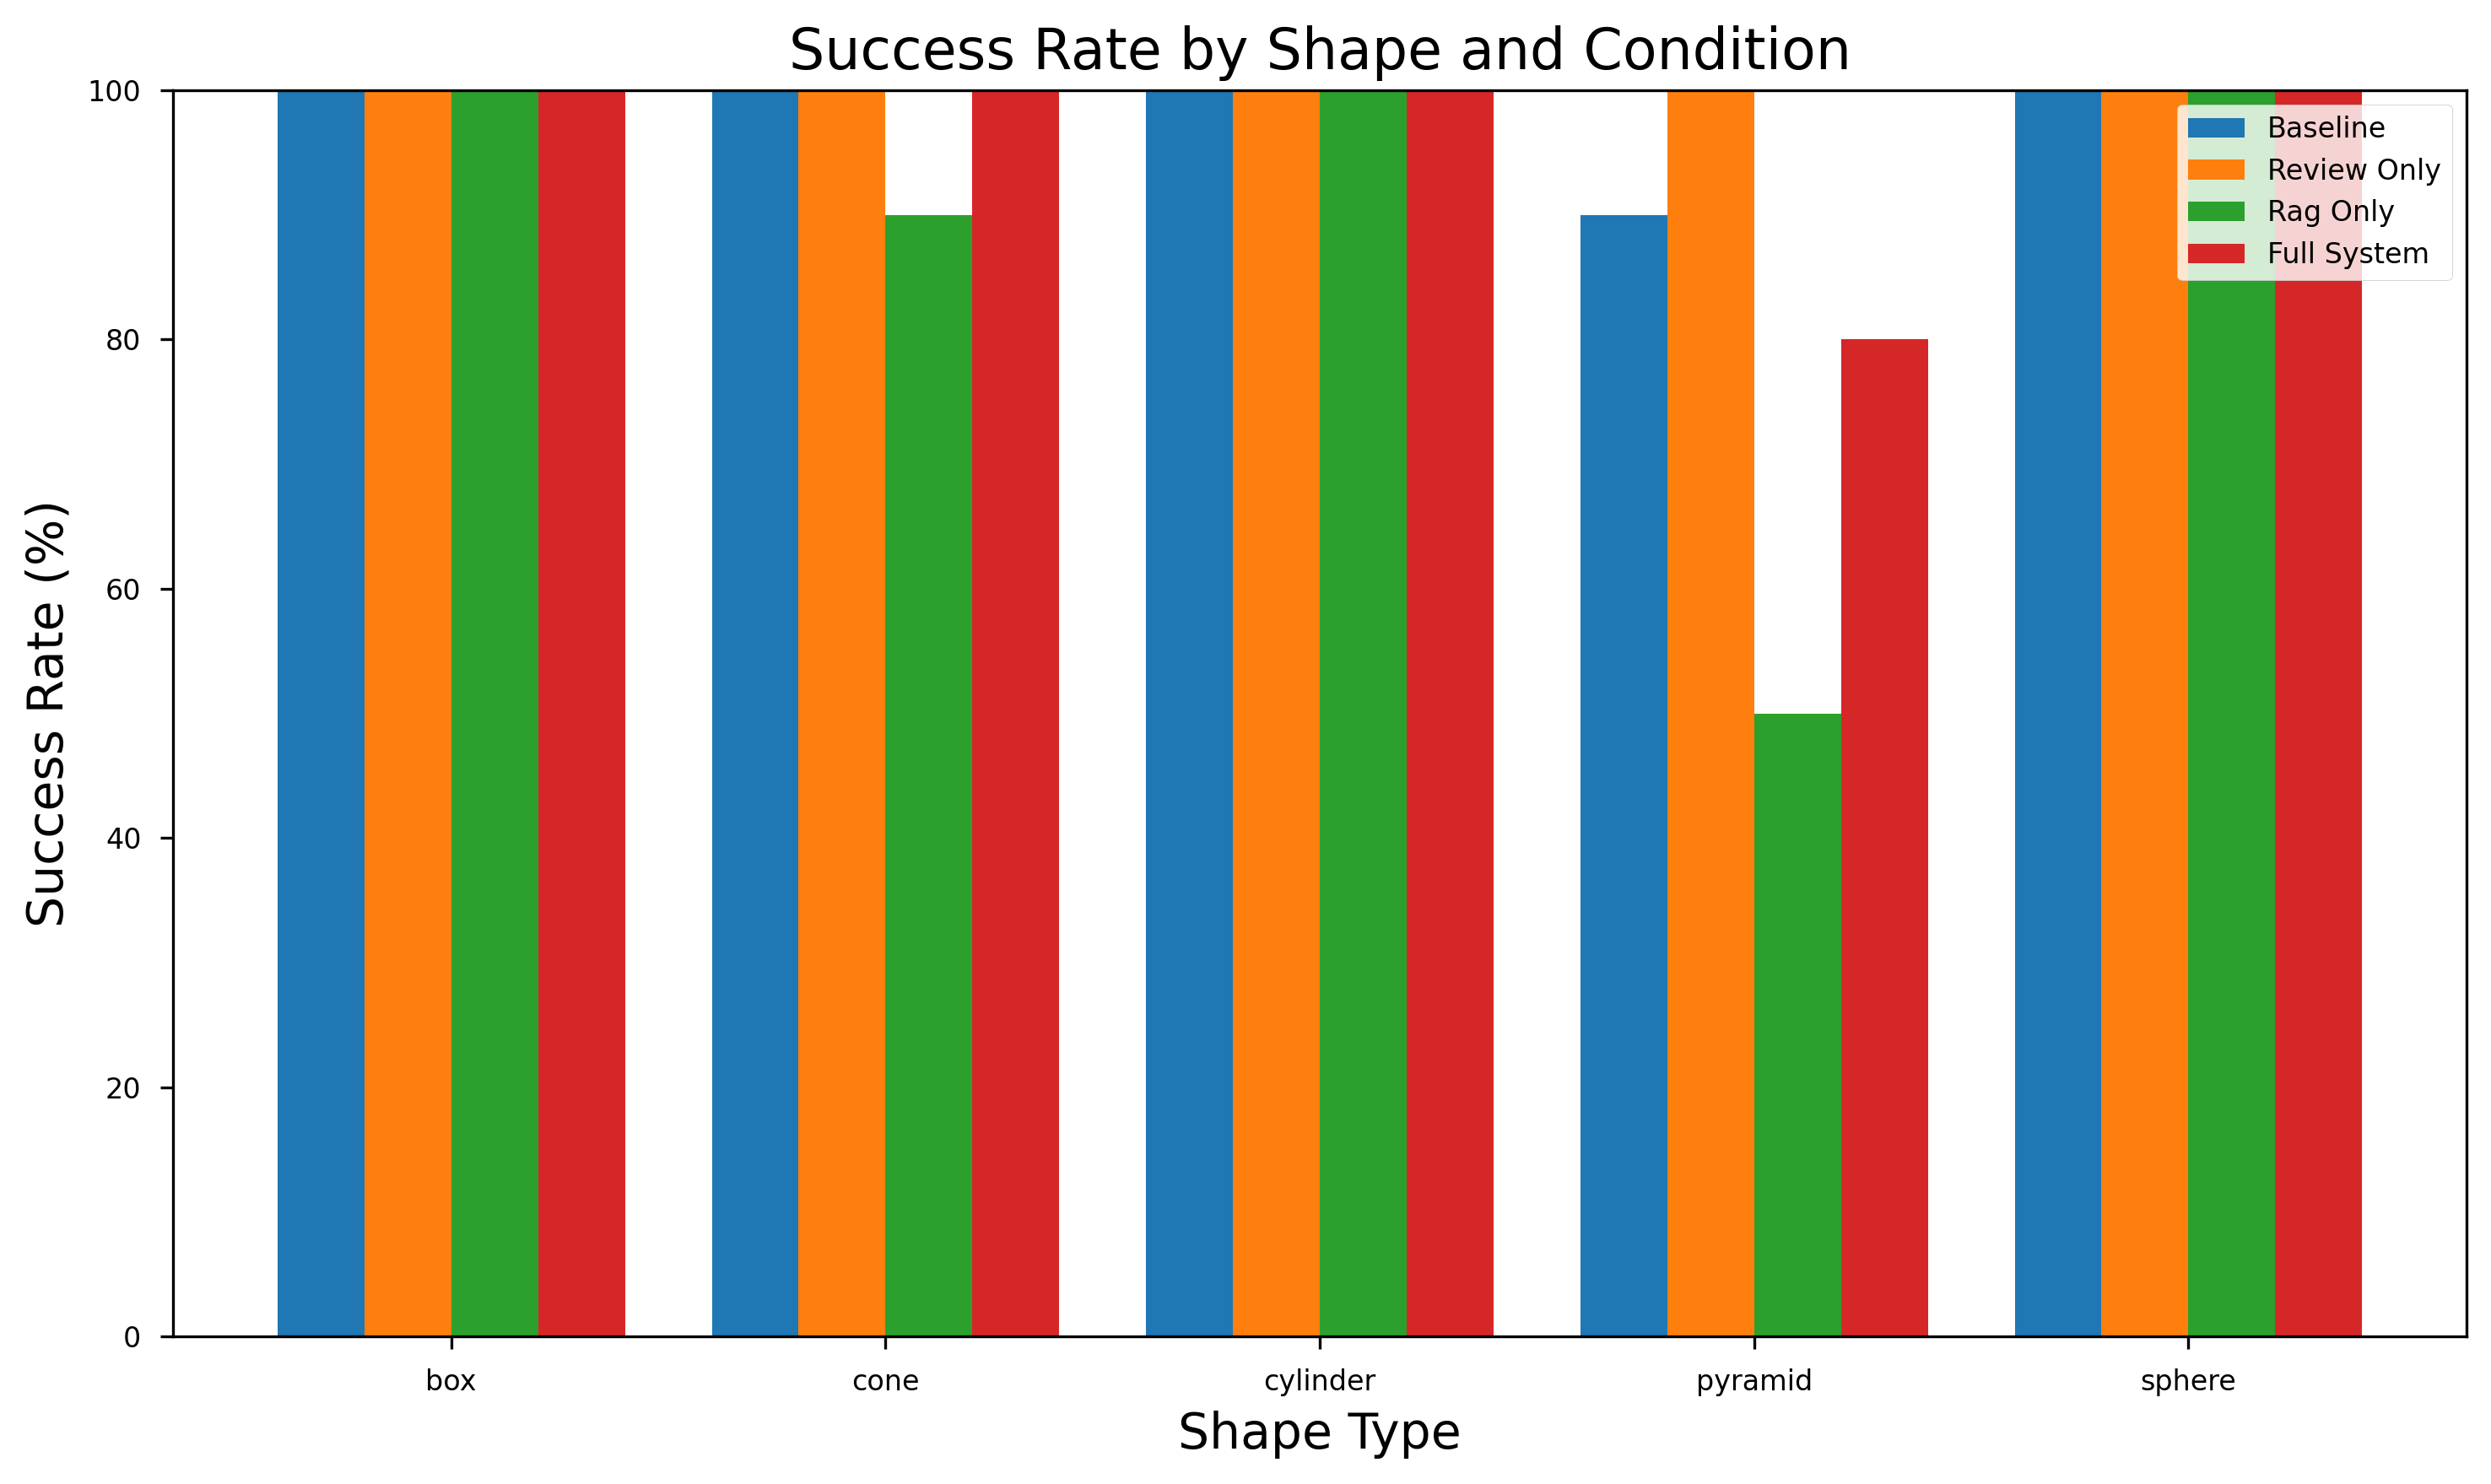 Success Rate by Shape and Condition
100
80
60
40
20
0
Success Rate (%)
Baseline
Review Only
Rag Only
Full System
box
cone
cylinder
pyramid
sphere
Shape Type